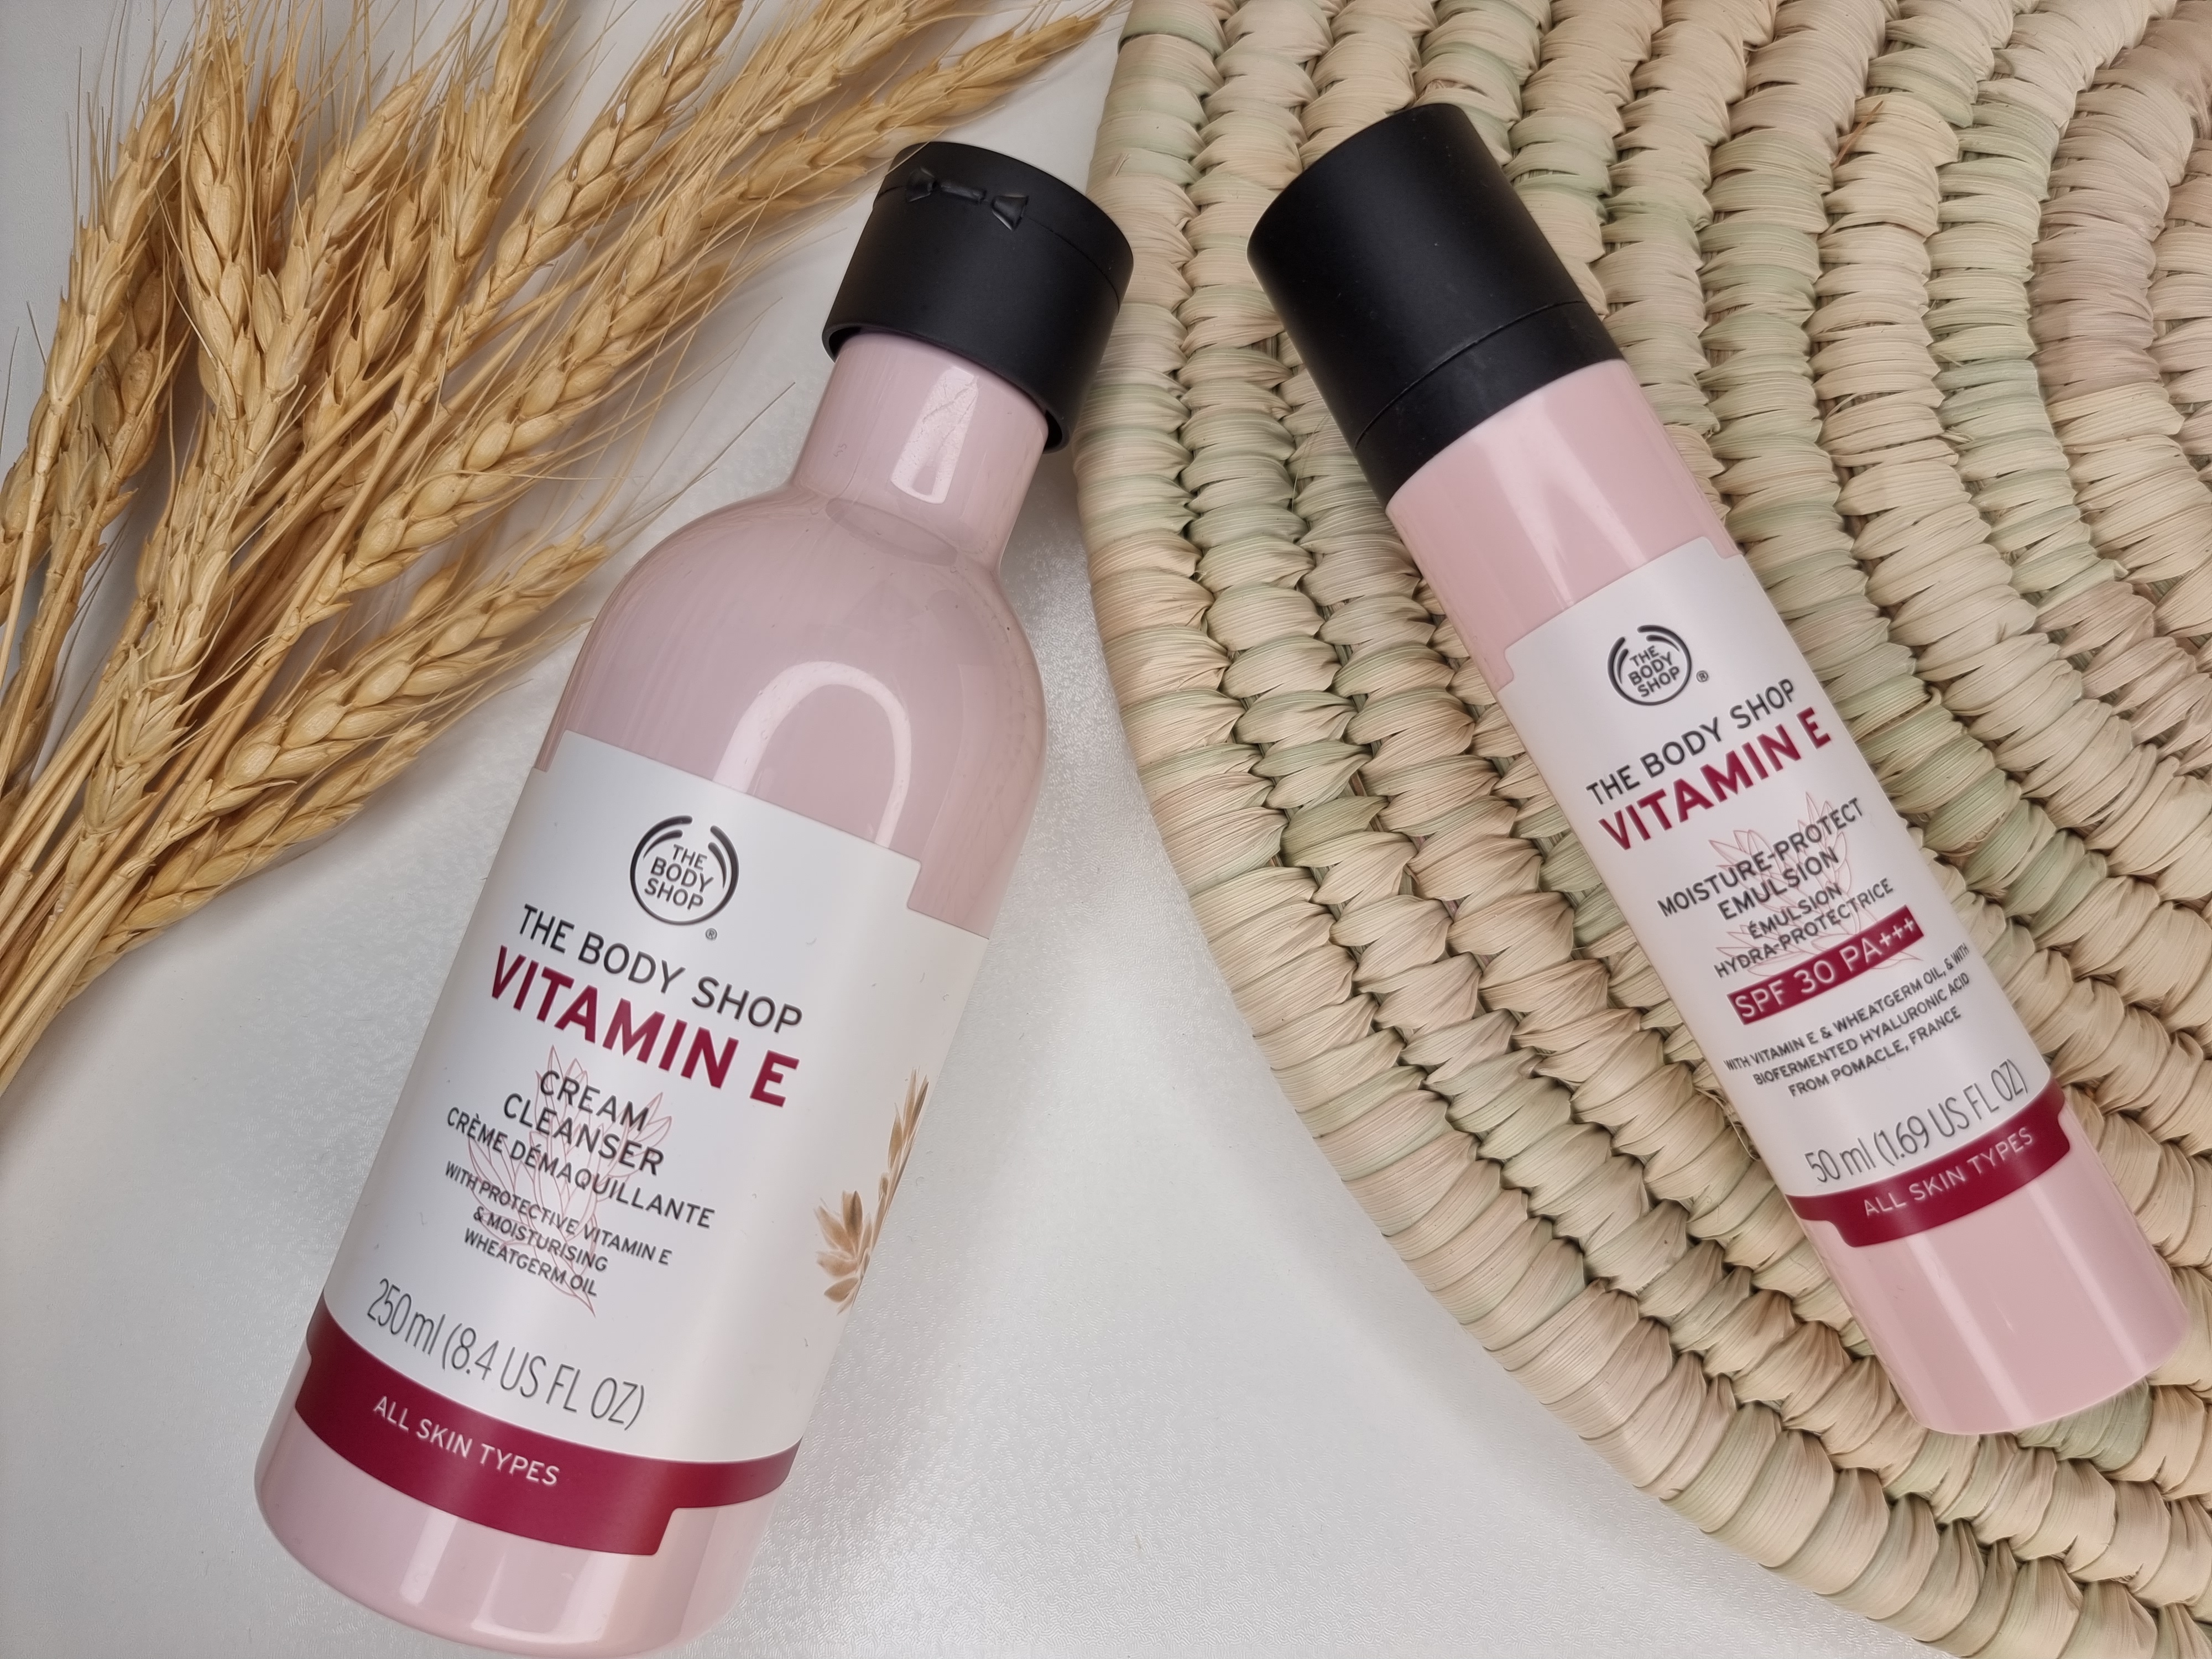 THE
BODY
SHOP
®
THE BODY SHOP
VITAMIN E
CREAM
CLEANSER
CRÈME DÉMAQUILLANTE
WITH PROTECTIVE VITAMIN E
& MOISTURISING
WHEATGERM OIL
250 ml (8.4 US FL OZ)
ALL SKIN TYPES
THE
BODY
SHOP
®
THE BODY SHOP
VITAMIN E
MOISTURE-PROTECT
EMULSION
ÉMULSION
HYDRA-PROTECTRICE
SPF 30 PA+++
WITH VITAMIN E & WHEATGERM OIL, & WITH
BIOFERMENTED HYALURONIC ACID
FROM POMACLE, FRANCE
50 ml (1.69 US FL OZ)
ALL SKIN TYPES